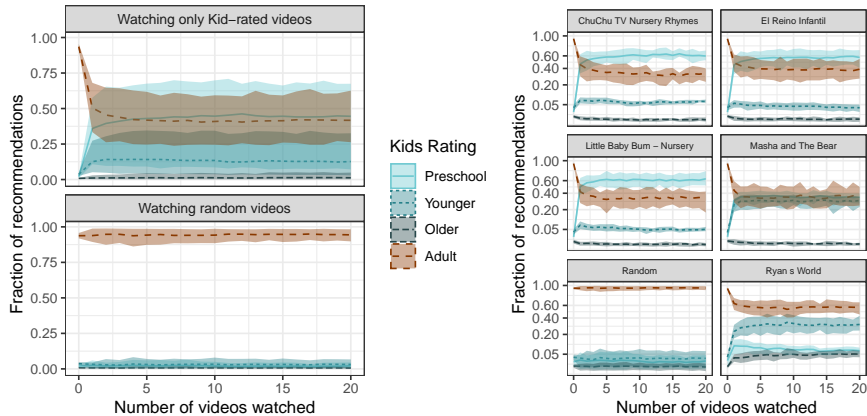 Watching only Kid−rated videos
1.00
0.75
0.50
0.25
0.00
Watching random videos
1.00
0.75
0.50
0.25
0.00
0 5 10 15 20
Number of videos watched
Fraction of recommendations
Kids Rating
Preschool
Younger
Older
Adult
ChuChu TV Nursery Rhymes
El Reino Infantil
1.00
0.60
0.40
0.20
0.05
Little Baby Bum − Nursery
Masha and The Bear
1.00
0.60
0.40
0.20
0.05
Random
Ryan s World
1.00
0.60
0.40
0.20
0.05
0 5 10 15 20
0 5 10 15 20
Number of videos watched
Fraction of recommendations